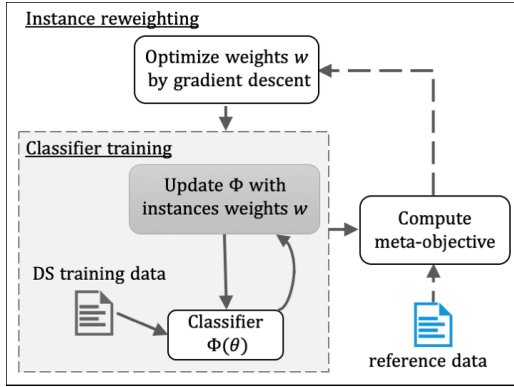 Instance reweighting
Optimize weights w
by gradient descent
Classifier training
Update Φ with
instances weights w
Compute
meta-objective
DS training data
Classifier
Φ(θ)
reference data